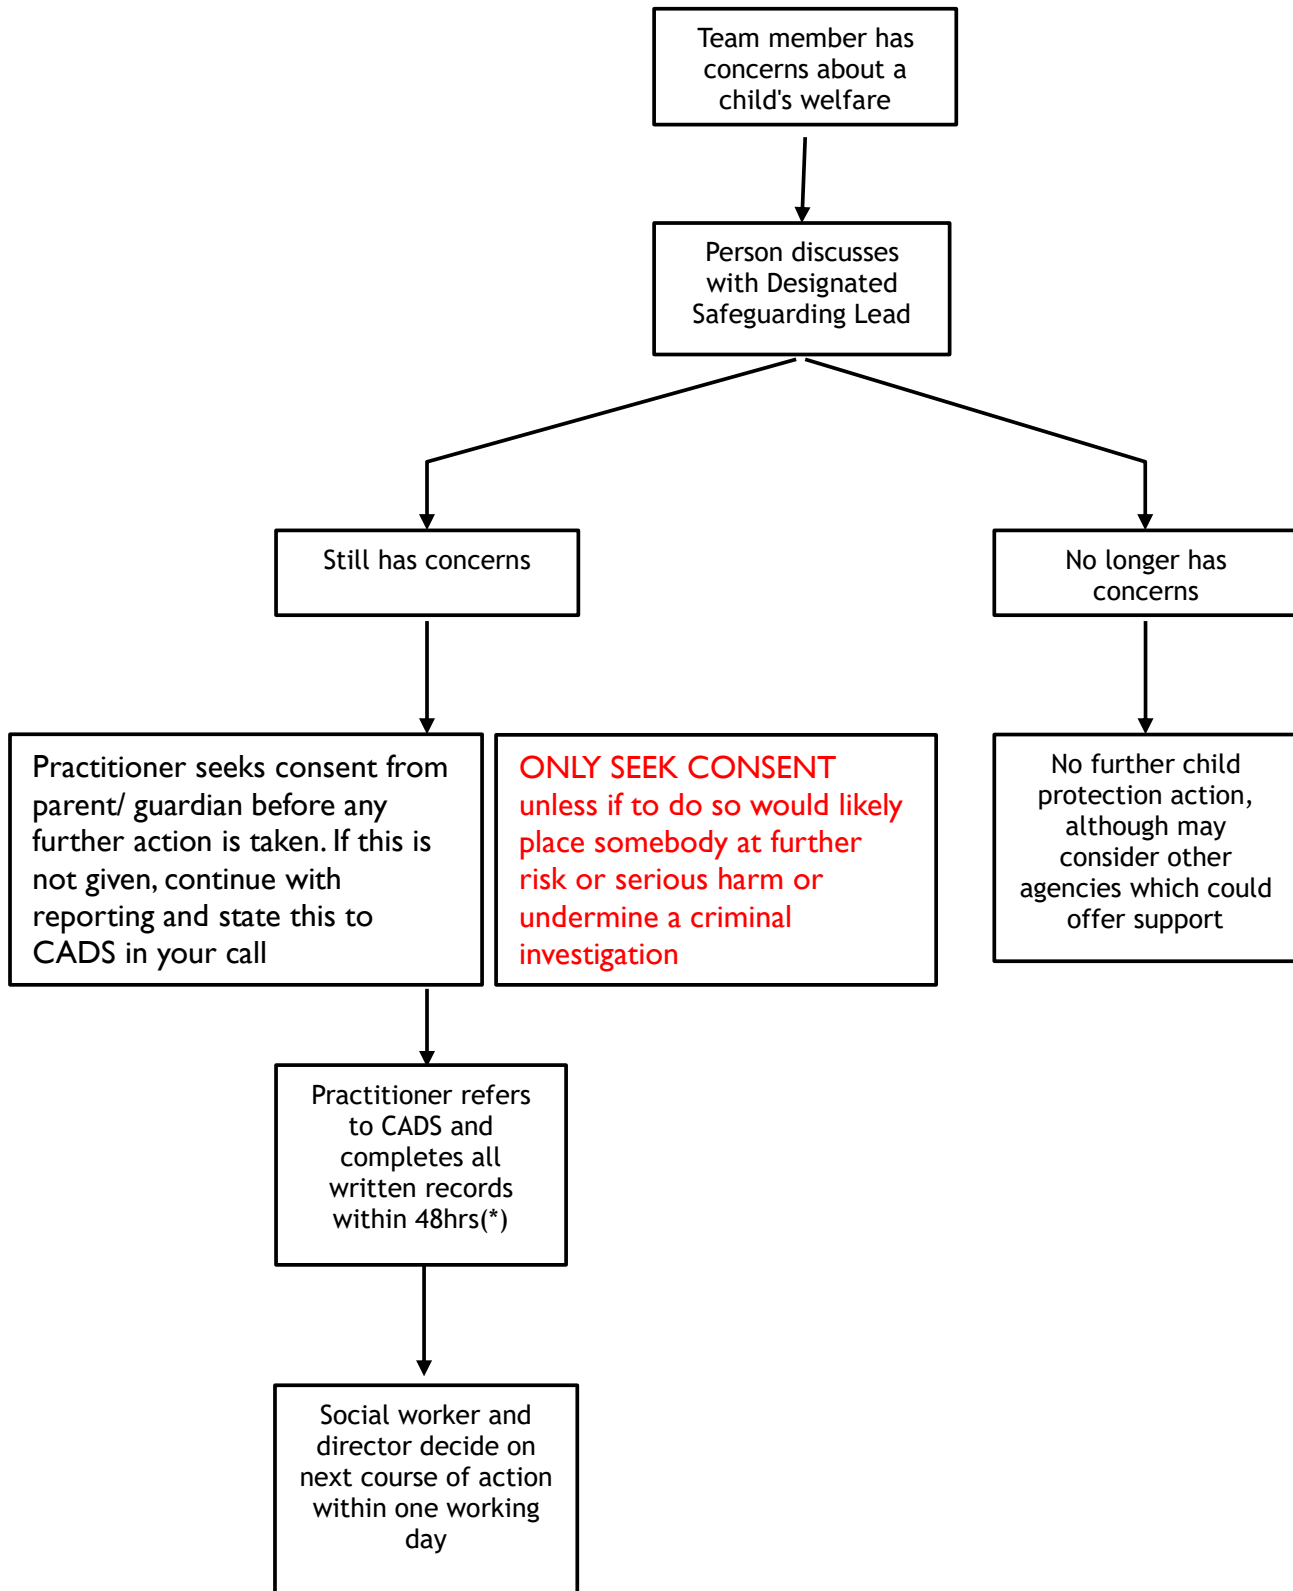 Team member has
concerns about a
child's welfare
Person discusses
with Designated
Safeguarding Lead
Still has concerns
No longer has
concerns
Practitioner seeks consent from
parent/ guardian before any
further action is taken. If this is
not given, continue with
reporting and state this to
CADS in your call
ONLY SEEK CONSENT
unless if to do so would likely
place somebody at further
risk or serious harm or
undermine a criminal
investigation
No further child
protection action,
although may
consider other
agencies which could
offer support
Practitioner refers
to CADS and
completes all
written records
within 48hrs(*)
Social worker and
director decide on
next course of action
within one working
day